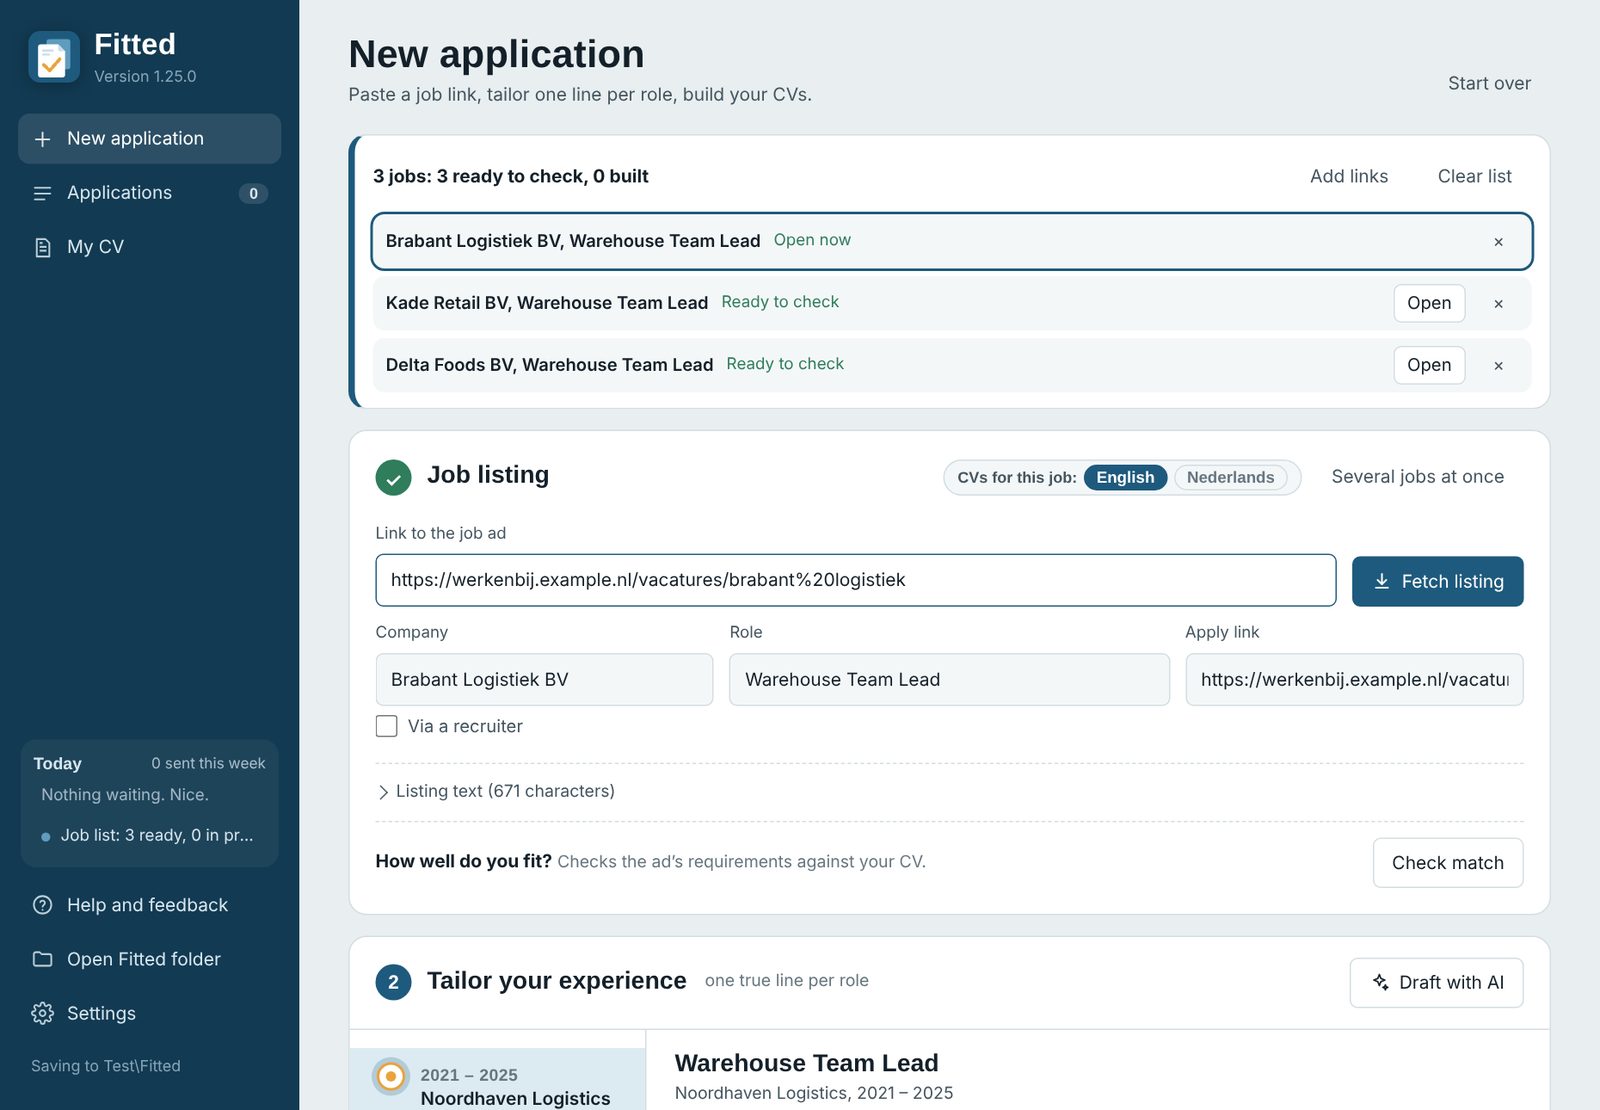 Fitted
Version 1.25.0
New application
Applications 0
My CV
Today 0 sent this week
Nothing waiting. Nice.
Job list: 3 ready, 0 in pr...
Help and feedback
Open Fitted folder
Settings
Saving to Test\Fitted
New application
Paste a job link, tailor one line per role, build your CVs.
Start over
3 jobs: 3 ready to check, 0 built Add links Clear list
Brabant Logistiek BV, Warehouse Team Lead Open now ×
Kade Retail BV, Warehouse Team Lead Ready to check Open ×
Delta Foods BV, Warehouse Team Lead Ready to check Open ×
Job listing CVs for this job: English Nederlands Several jobs at once
Link to the job ad
https://werkenbij.example.nl/vacatures/brabant%20logistiek Fetch listing
Company Role Apply link
Brabant Logistiek BV Warehouse Team Lead https://werkenbij.example.nl/vacatur
Via a recruiter
Listing text (671 characters)
How well do you fit? Checks the ad’s requirements against your CV. Check match
2 Tailor your experience one true line per role Draft with AI
2021 – 2025
Noordhaven Logistics
Warehouse Team Lead
Noordhaven Logistics, 2021 – 2025